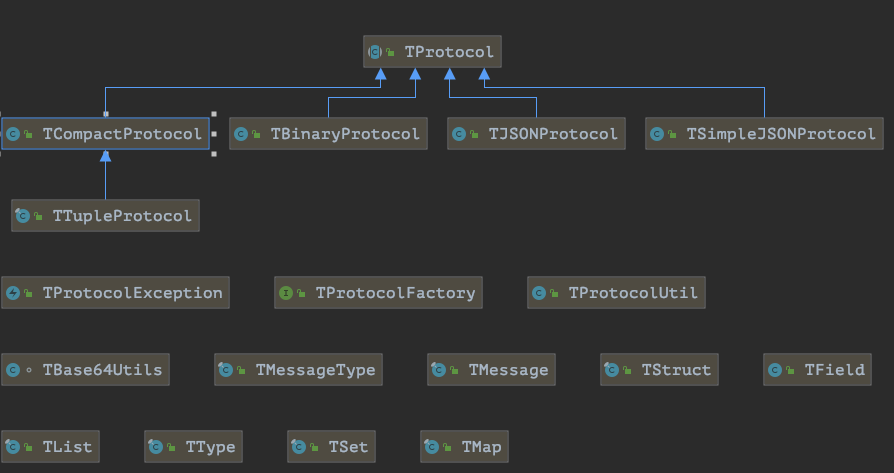 TProtocol
TCompactProtocol TBinaryProtocol TJSONProtocol TSimpleJSONProtocol
TTupleProtocol
TProtocolException TProtocolFactory TProtocolUtil
TBase64Utils TMessageType TMessage TStruct TField
TList TType TSet TMap